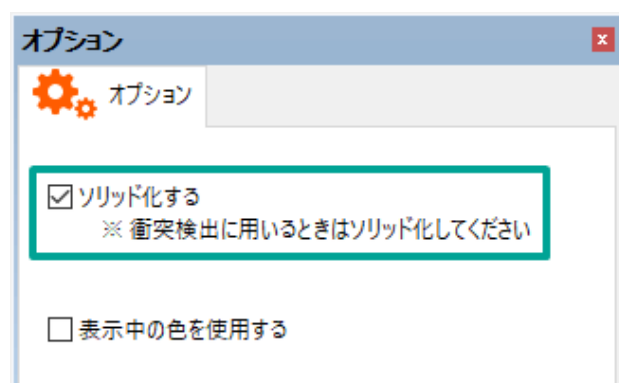 オプション
オプション
ソリッド化する
※ 衝突検出に用いるときはソリッド化してください
表示中の色を使用する